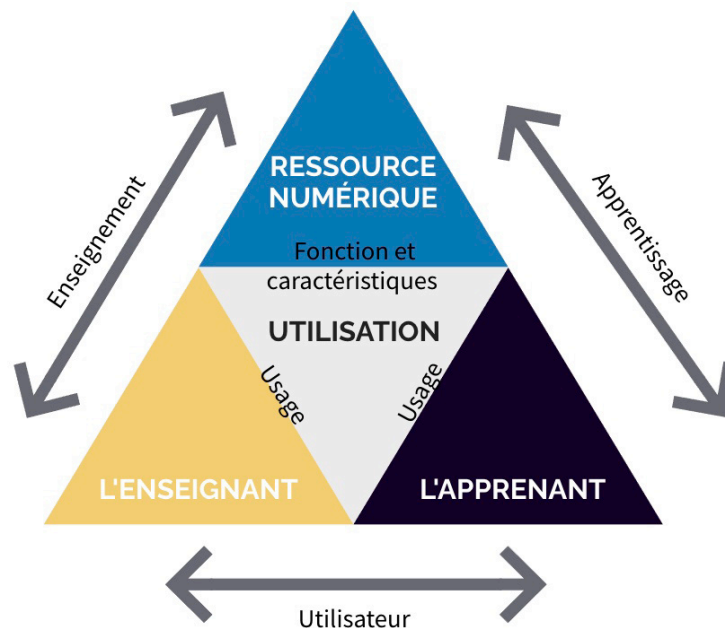 RESSOURCE
NUMÉRIQUE
Enseignement
Apprentissage
Fonction et
caractéristiques
UTILISATION
Usage
Usage
L'ENSEIGNANT
L'APPRENANT
Utilisateur